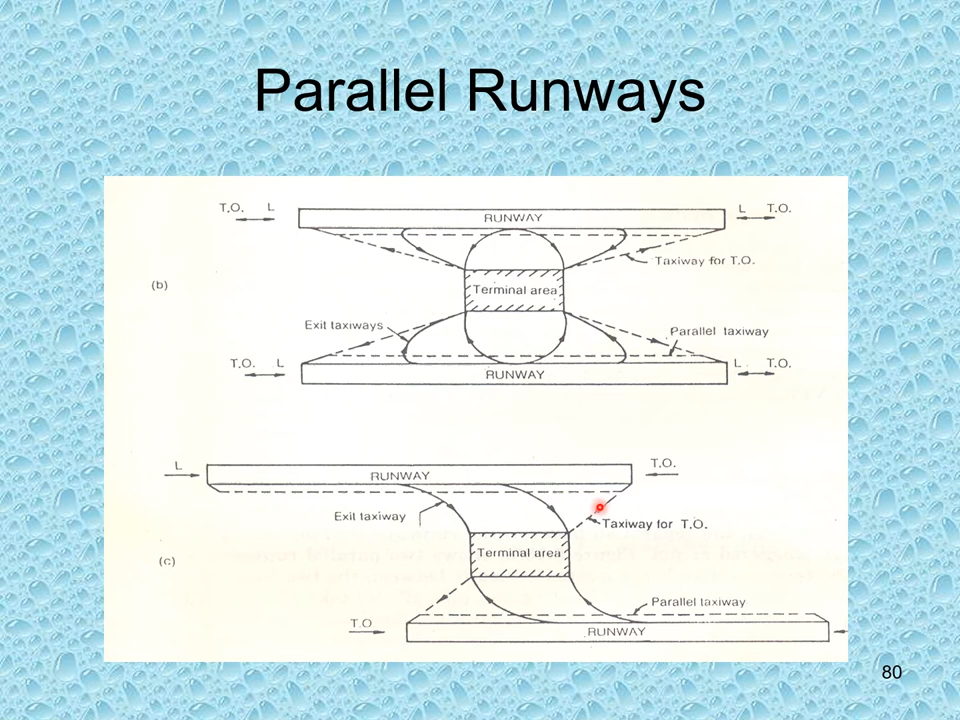 Parallel Runways
T.O. L
L T.O.
RUNWAY
Taxiway for T.O.
Terminal area
(b)
Exit taxiways
Parallel taxiway
T.O. L
L. T.O.
RUNWAY
L
T.O.
RUNWAY
Exit taxiway
Taxiway for T.O.
Terminal area
(c)
Parallel taxiway
T.O
RUNWAY
80